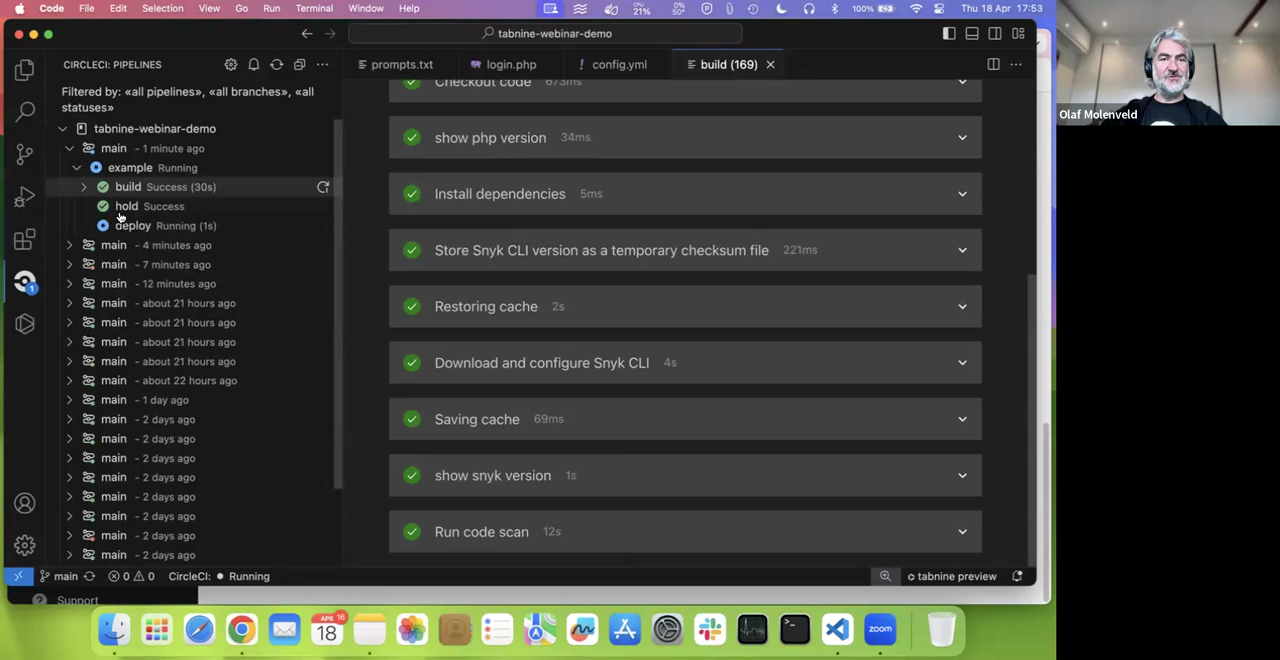 Code File Edit Selection View Go Run Terminal Window Help
CPU 21% 0% 50° 100% Thu 18 Apr 17:53
tabnine-webinar-demo
CIRCLECI: PIPELINES
Filtered by: «all pipelines», «all branches», «all
statuses»
tabnine-webinar-demo
main - 1 minute ago
example Running
build Success (30s)
hold Success
deploy Running (1s)
main - 4 minutes ago
main - 7 minutes ago
main - 12 minutes ago
main - about 21 hours ago
main - about 21 hours ago
main - about 21 hours ago
main - about 21 hours ago
main - about 22 hours ago
main - 1 day ago
main - 2 days ago
main - 2 days ago
main - 2 days ago
main - 2 days ago
main - 2 days ago
main - 2 days ago
main - 2 days ago
main - 2 days ago
1
prompts.txt login.php config.yml build (169)
Checkout code 673ms
show php version 34ms
Install dependencies 5ms
Store Snyk CLI version as a temporary checksum file 221ms
Restoring cache 2s
Download and configure Snyk CLI 4s
Saving cache 69ms
show snyk version 1s
Run code scan 12s
main 0 0 CircleCI: Running tabnine preview
Support
APR 18
16
zoom
Olaf Molenveld